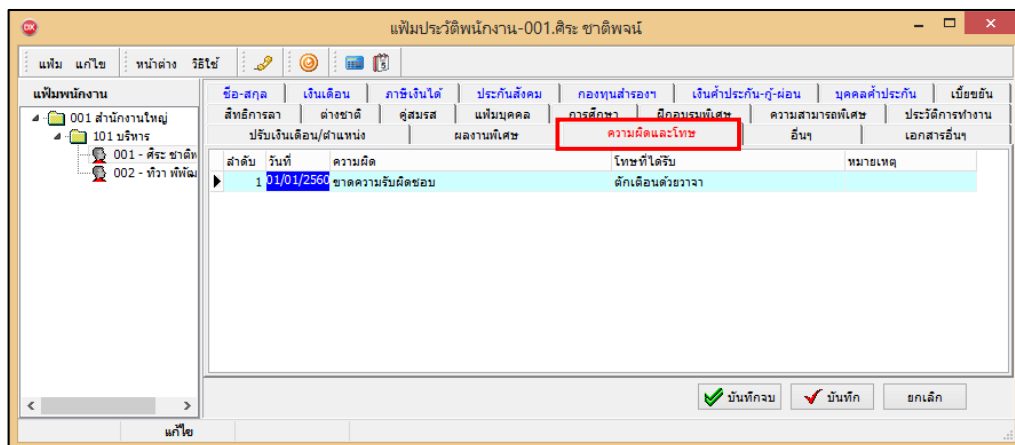 แฟ้มประวัติพนักงาน-001.ศิระ ชาติพจน์
แฟ้ม แก้ไข หน้าต่าง วิธีใช้
แฟ้มพนักงาน
001 สำนักงานใหญ่
101 บริหาร
001 - ศิระ ชาติพ
002 - ทิวา พิพัฒ
ชื่อ-สกุล เงินเดือน ภาษีเงินได้ ประกันสังคม กองทุนสำรองฯ เงินค้ำประกัน-กู้-ผ่อน บุคคลค้ำประกัน เบี้ยขยัน
สิทธิการลา ต่างชาติ คู่สมรส แฟ้มบุคคล การศึกษา ฝึกอบรมพิเศษ ความสามารถพิเศษ ประวัติการทำงาน
ปรับเงินเดือน/ตำแหน่ง ผลงานพิเศษ ความผิดและโทษ อื่นๆ เอกสารอื่นๆ
ลำดับ วันที่ ความผิด โทษที่ได้รับ หมายเหตุ
1 01/01/2560 ขาดความรับผิดชอบ ตักเตือนด้วยวาจา
บันทึกจบ บันทึก ยกเลิก
แก้ไข